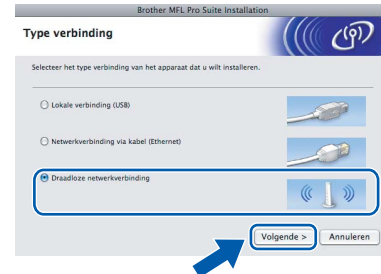 Brother MFL Pro Suite Installation
Type verbinding
Selecteer het type verbinding van het apparaat dat u wilt installeren.
Lokale verbinding (USB)
Netwerkverbinding via kabel (Ethernet)
Draadloze netwerkverbinding
Volgende > Annuleren